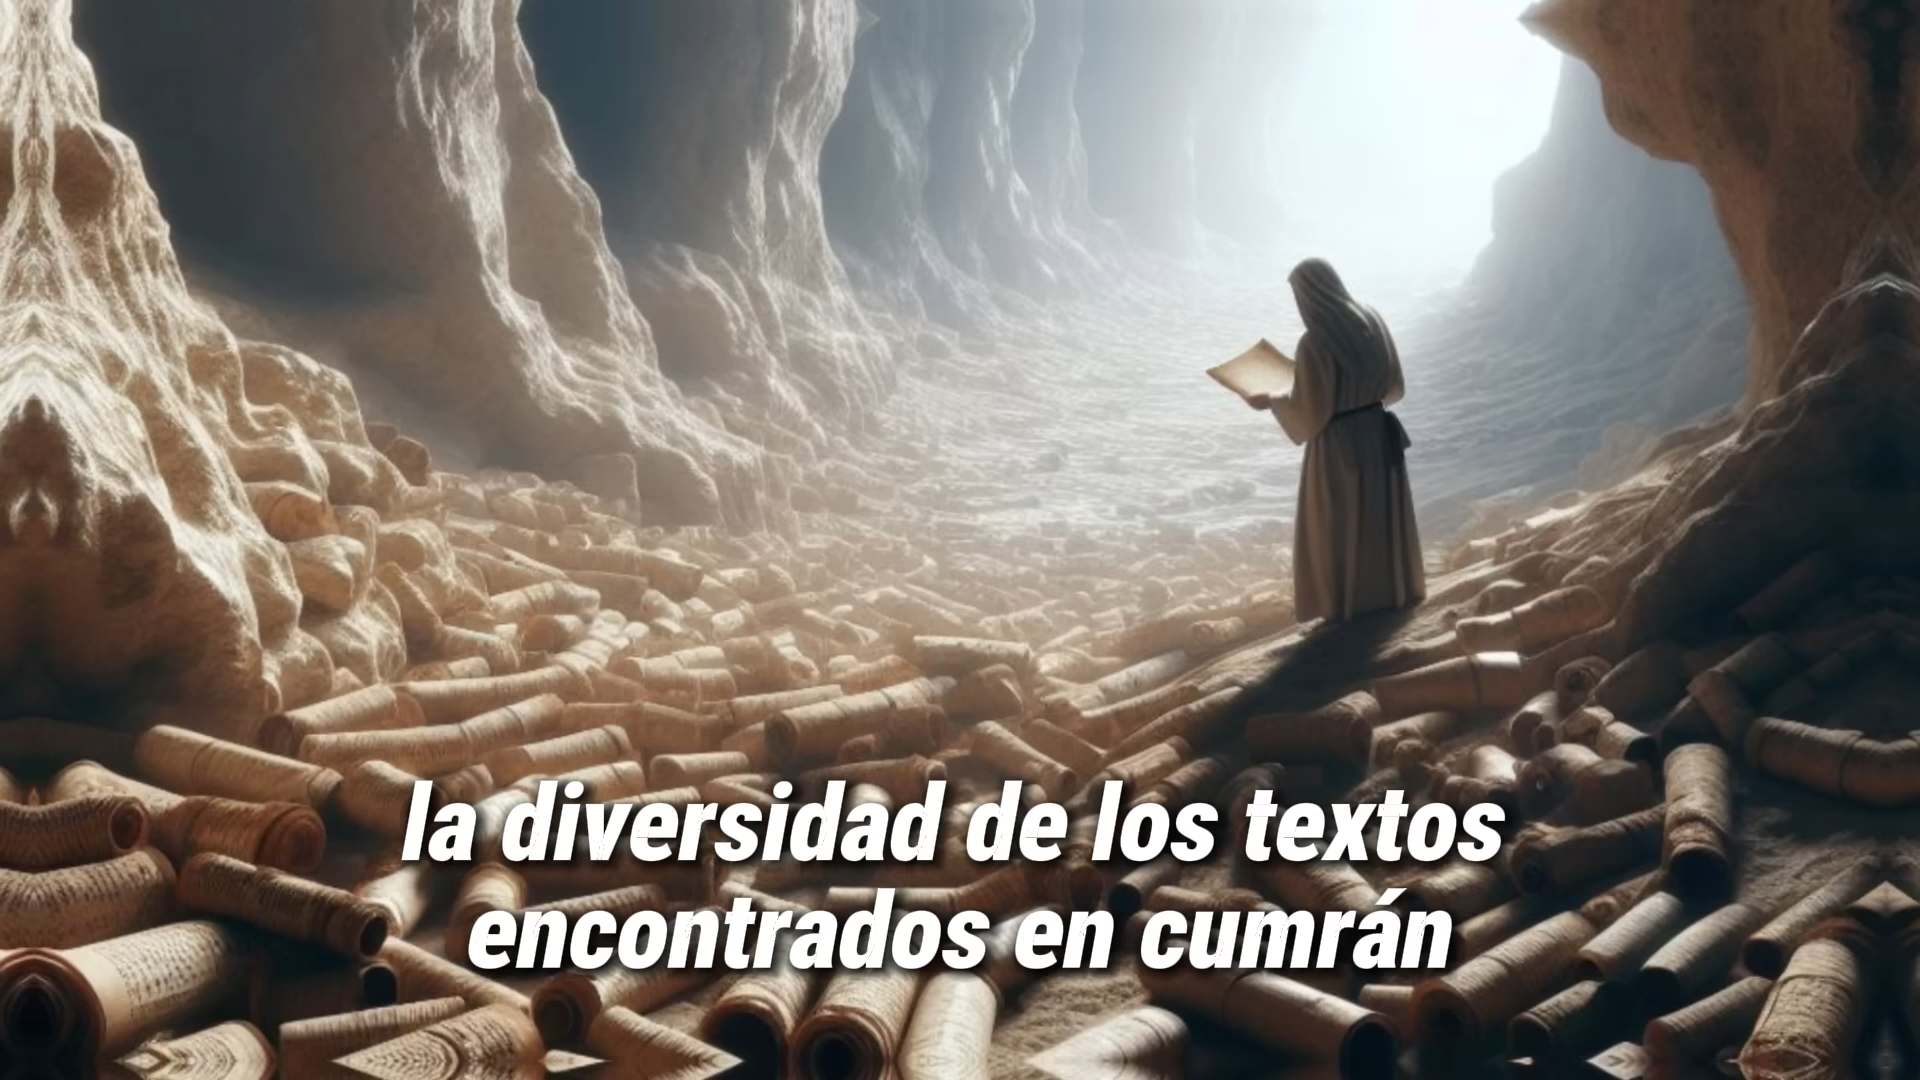 la diversidad de los textos
encontrados en cumrán